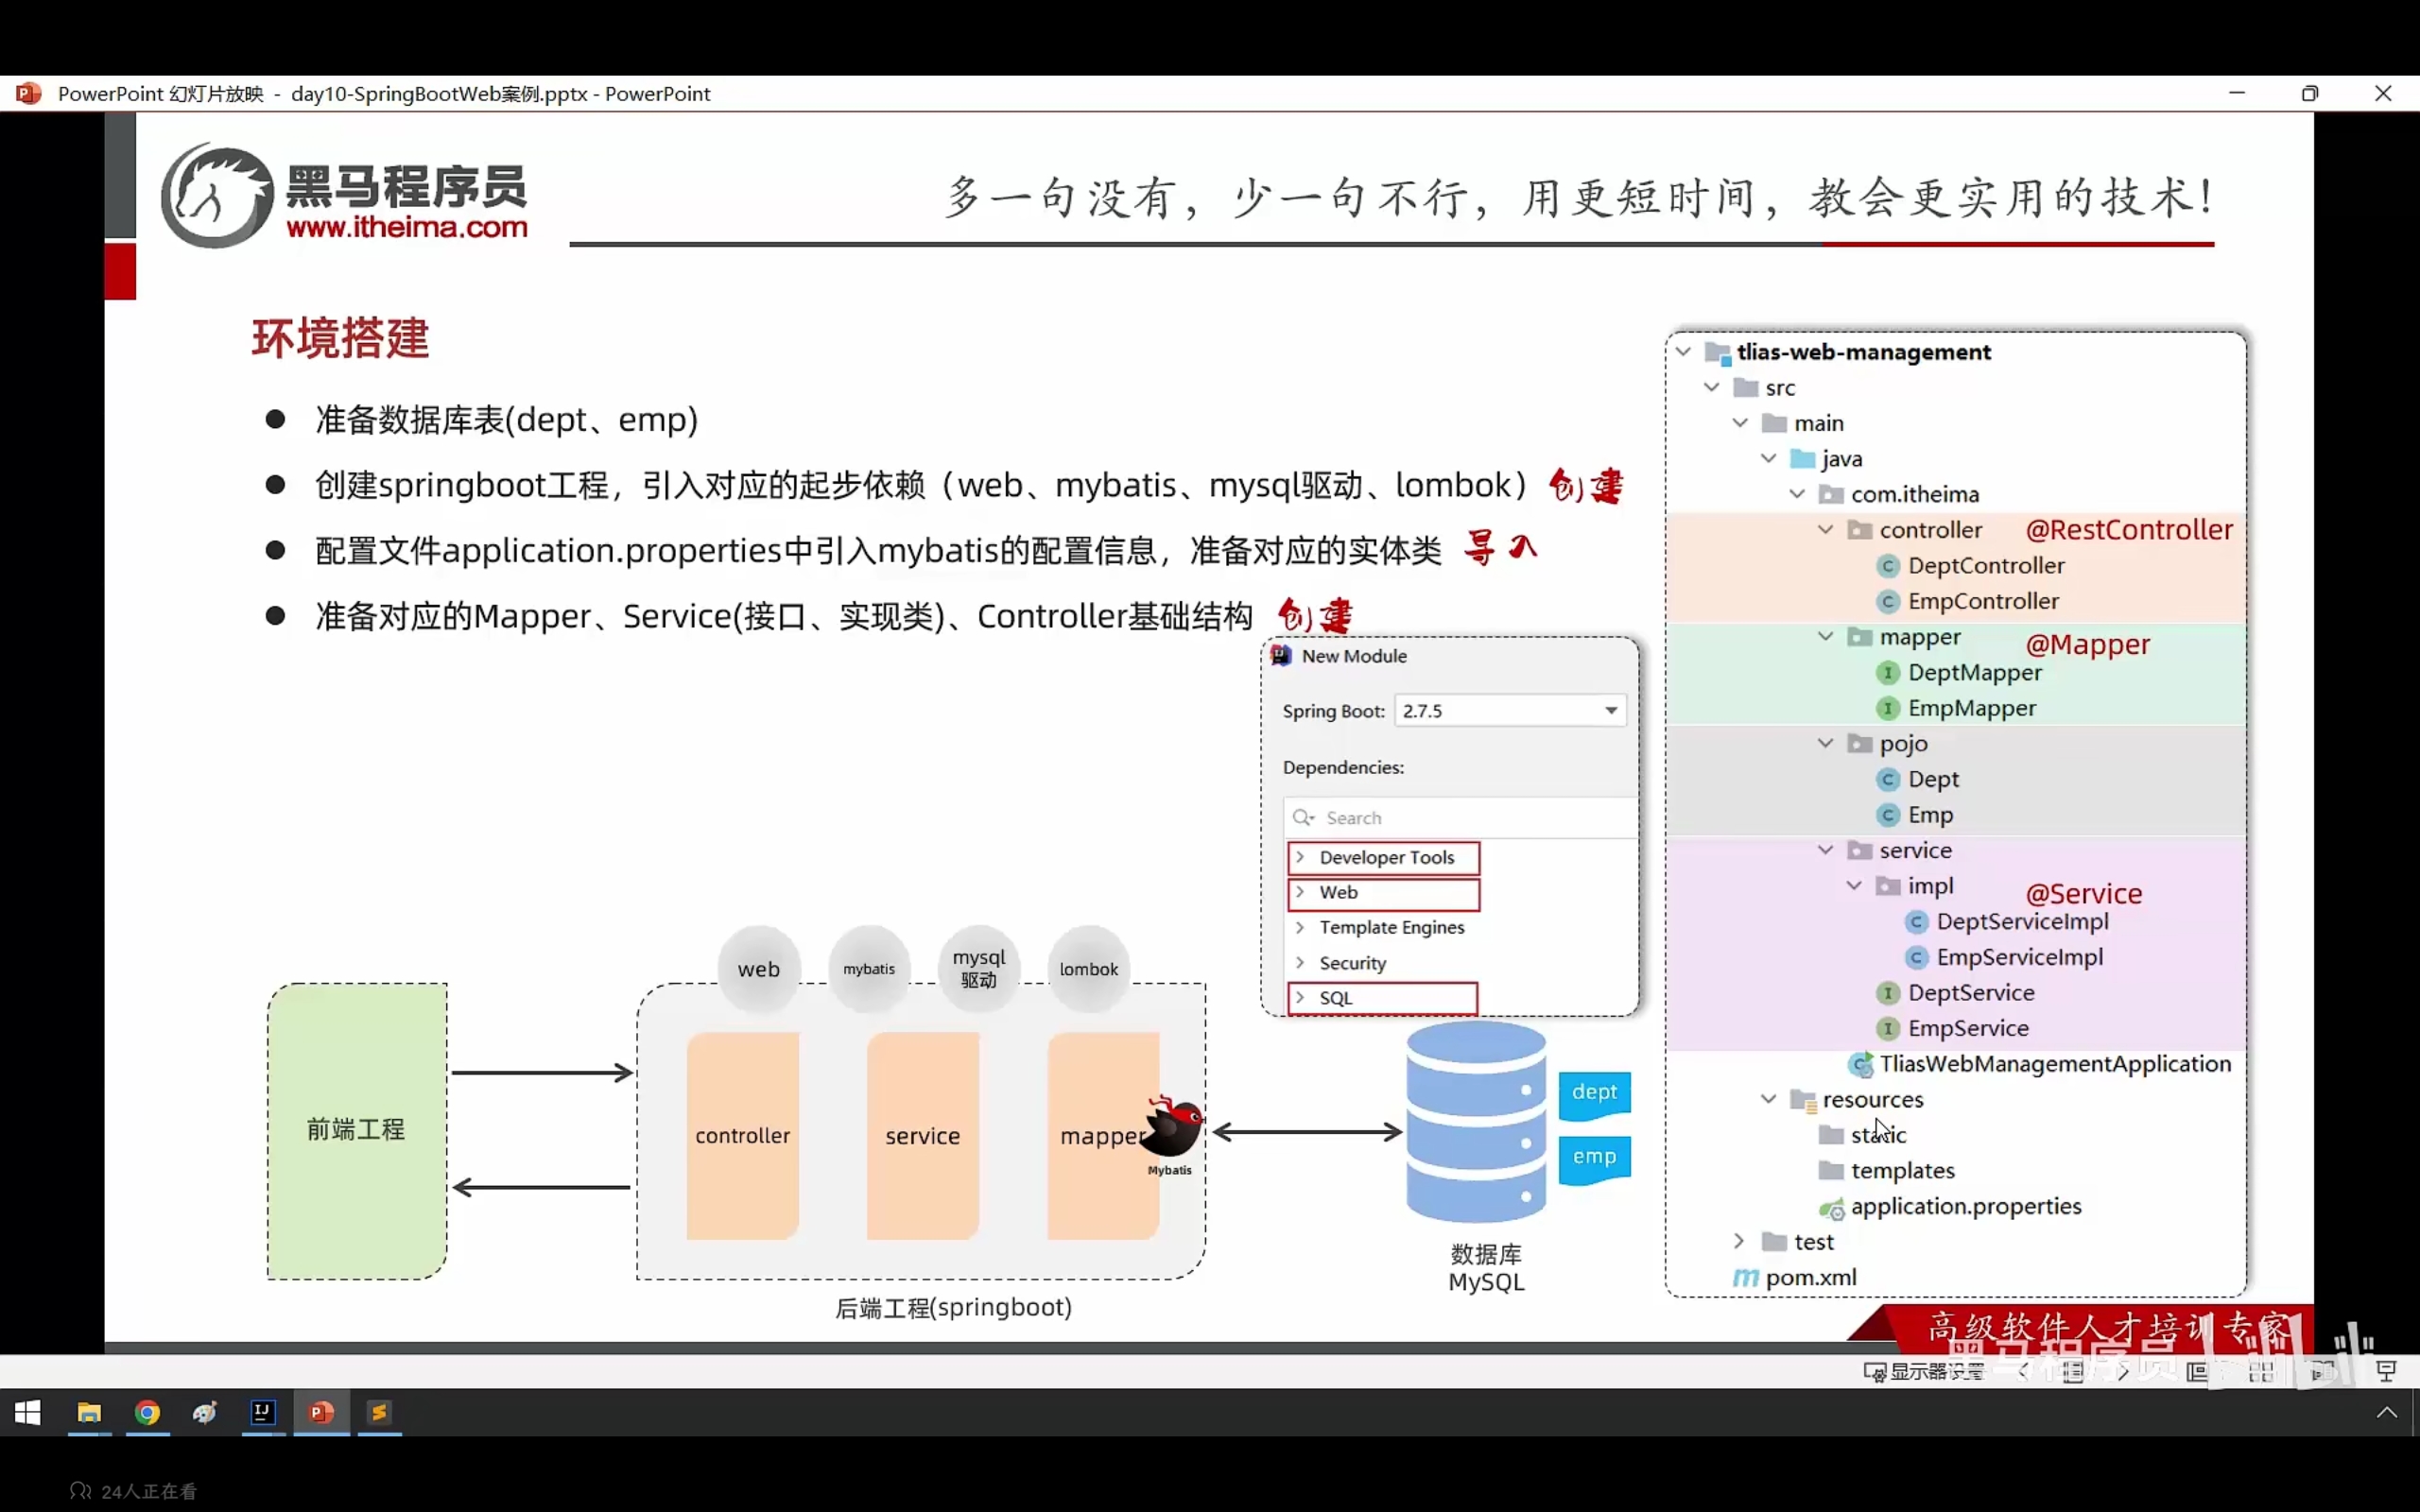 PowerPoint 幻灯片放映 - day10-SpringBootWeb案例.pptx - PowerPoint
黑马程序员
www.itheima.com
多一句没有，少一句不行，用更短时间，教会更实用的技术！
环境搭建
准备数据库表(dept、emp)
创建springboot工程，引入对应的起步依赖（web、mybatis、mysql驱动、lombok） 创建
配置文件application.properties中引入mybatis的配置信息，准备对应的实体类 导入
准备对应的Mapper、Service(接口、实现类)、Controller基础结构 创建
New Module
Spring Boot: 2.7.5
Dependencies:
Search
Developer Tools
Web
Template Engines
Security
SQL
web
mybatis
mysql
驱动
lombok
前端工程
controller
service
mapper
Mybatis
后端工程(springboot)
dept
emp
数据库
MySQL
tlias-web-management
src
main
java
com.itheima
controller @RestController
DeptController
EmpController
mapper @Mapper
DeptMapper
EmpMapper
pojo
Dept
Emp
service
impl @Service
DeptServiceImpl
EmpServiceImpl
DeptService
EmpService
TliasWebManagementApplication
resources
static
templates
application.properties
test
pom.xml
高级软件人才培训专家
黑马程序员
显示器设置
24人正在看